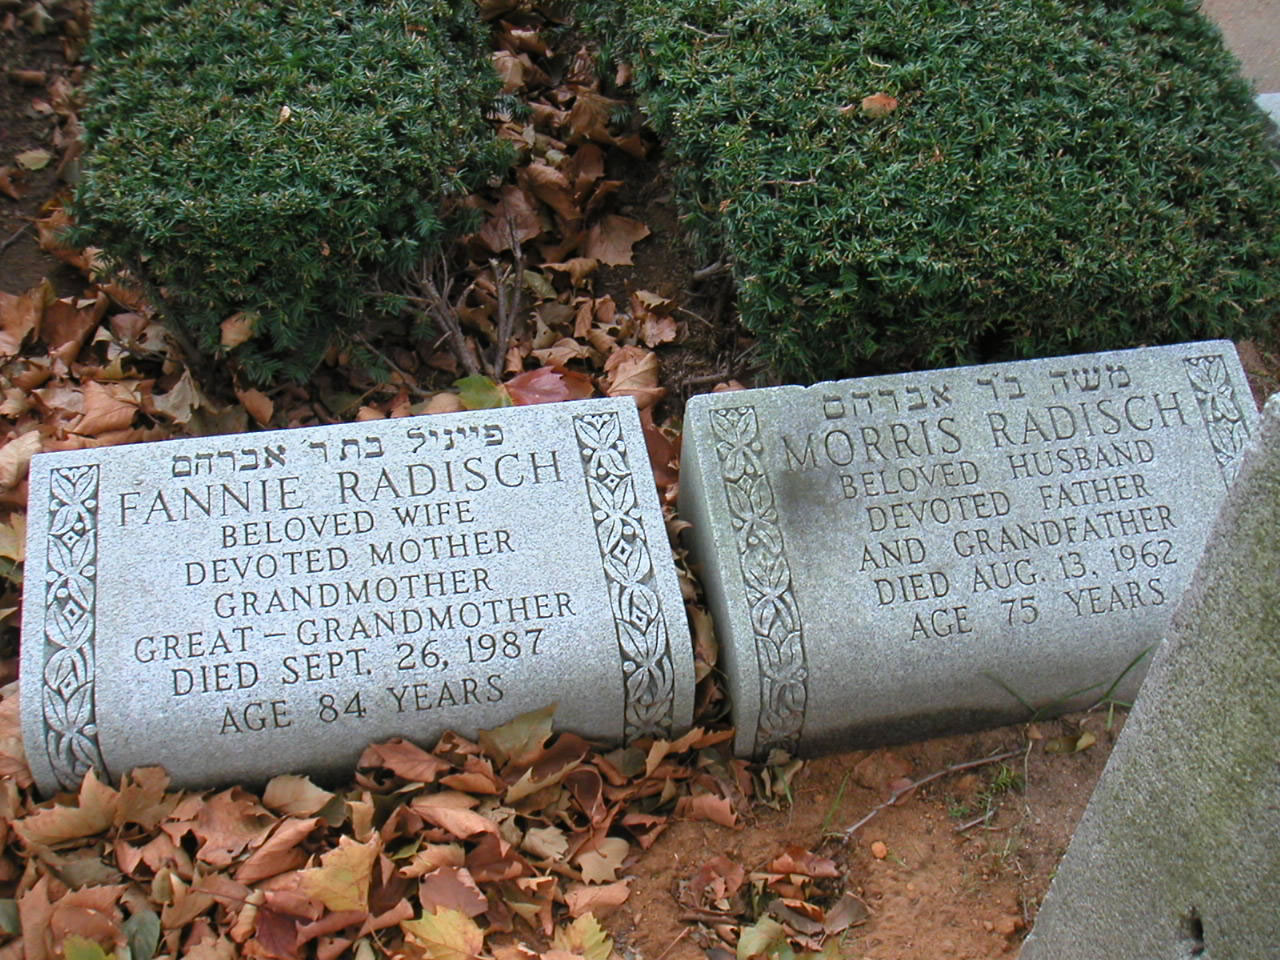 פייניל בת ר' אברהם
FANNIE RADISCH
BELOVED WIFE
DEVOTED MOTHER
GRANDMOTHER
GREAT-GRANDMOTHER
DIED SEPT. 26, 1987
AGE 84 YEARS
משה בר אברהם
MORRIS RADISCH
BELOVED HUSBAND
DEVOTED FATHER
AND GRANDFATHER
DIED AUG. 13. 1962
AGE 75 YEARS